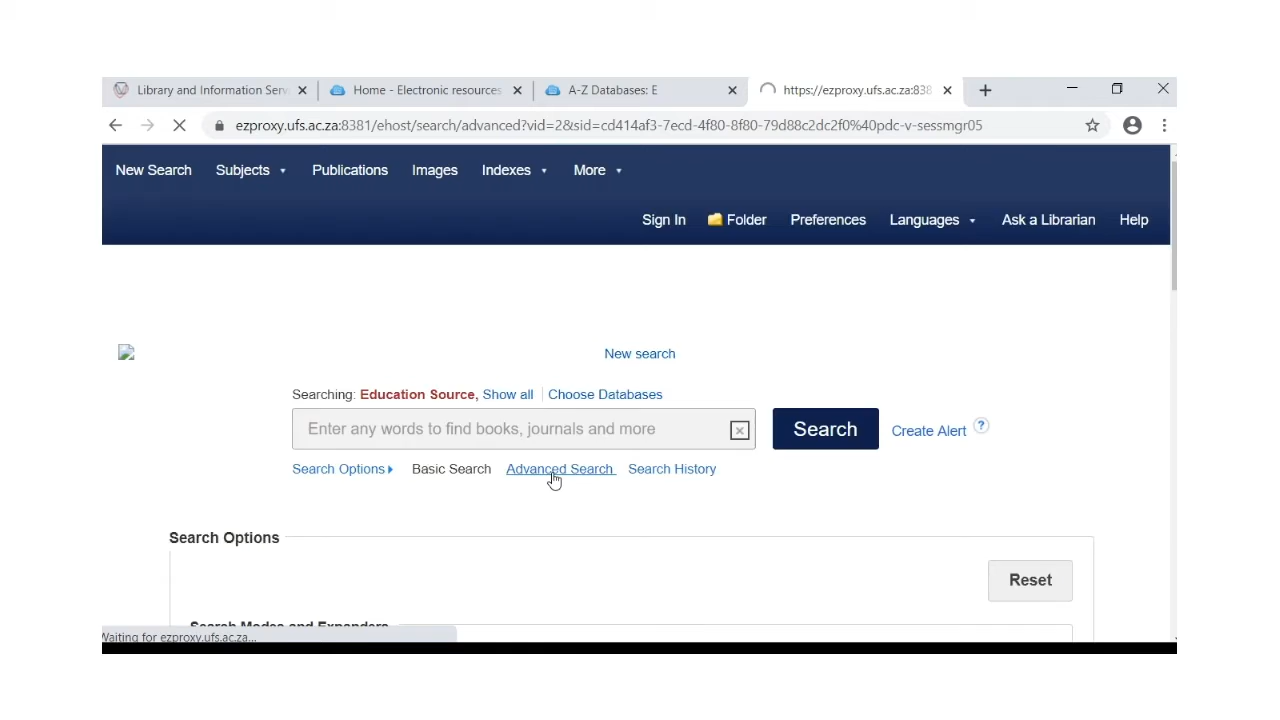 Library and Information Serv
Home - Electronic resources
A-Z Databases: E
https://ezproxy.ufs.ac.za:838
ezproxy.ufs.ac.za:8381/ehost/search/advanced?vid=2&sid=cd414af3-7ecd-4f80-8f80-79d88c2dc2f0%40pdc-v-sessmgr05
New Search Subjects Publications Images Indexes More
Sign In Folder Preferences Languages Ask a Librarian Help
New search
Searching: Education Source, Show all Choose Databases
Enter any words to find books, journals and more
Search
Create Alert ?
Search Options Basic Search Advanced Search Search History
Search Options
Reset
Search Modes and Expanders
Waiting for ezproxy.ufs.ac.za...